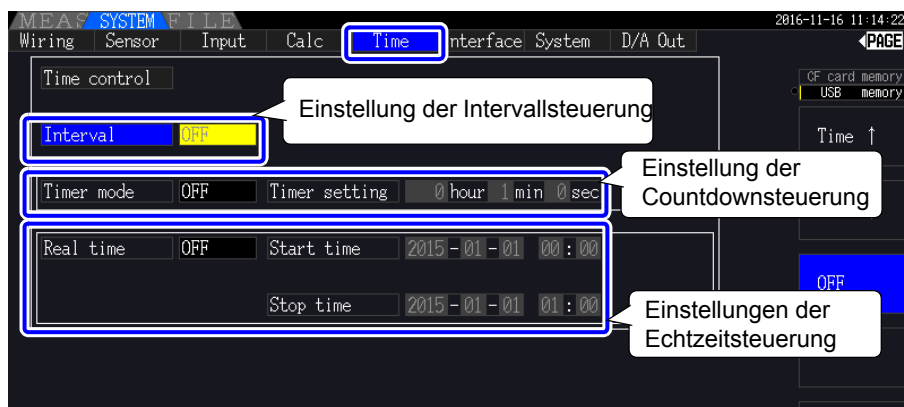 MEAS SYSTEM FILE 2016-11-16 11:14:22
Wiring Sensor Input Calc Time nterface System D/A Out PAGE
Time control
CF card memory
USB memory
Einstellung der Intervallsteuerung
Interval OFF
Time ↑
Einstellung der
Countdownsteuerung
Timer mode OFF Timer setting 0 hour 1 min 0 sec
Real time OFF Start time 2015-01-01 00:00
OFF
Stop time 2015-01-01 01:00
Einstellungen der
Echtzeitsteuerung